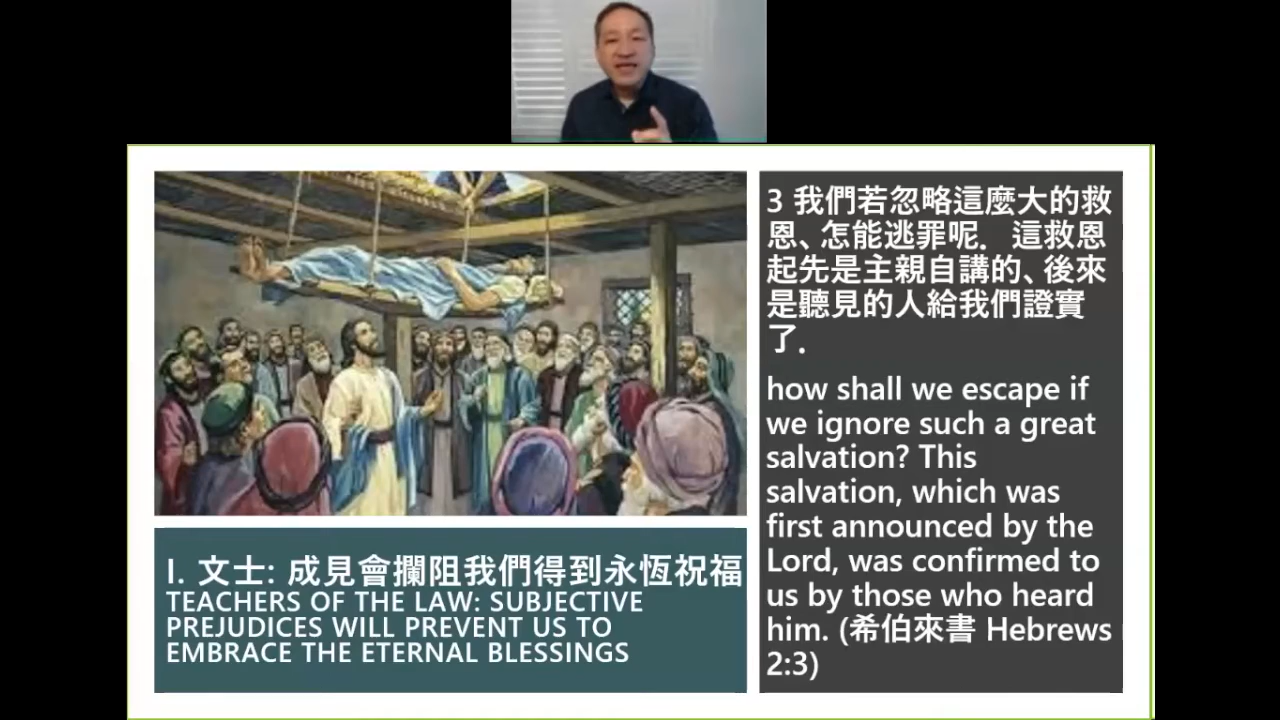 I. 文士: 成見會攔阻我們得到永恆祝福
TEACHERS OF THE LAW: SUBJECTIVE
PREJUDICES WILL PREVENT US TO
EMBRACE THE ETERNAL BLESSINGS
3 我們若忽略這麼大的救
恩、怎能逃罪呢． 這救恩
起先是主親自講的、後來
是聽見的人給我們證實
了．
how shall we escape if
we ignore such a great
salvation? This
salvation, which was
first announced by the
Lord, was confirmed to
us by those who heard
him. (希伯來書 Hebrews
2:3)